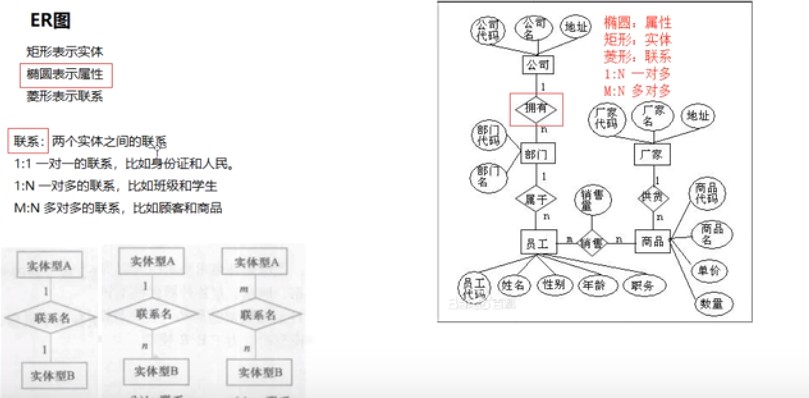 ER图
矩形表示实体
椭圆表示属性
菱形表示联系
联系：两个实体之间的联系
1:1 一对一的联系，比如身份证和人民。
1:N 一对多的联系，比如班级和学生
M:N 多对多的联系，比如顾客和商品
实体型A
1
联系名
1
实体型B
实体型A
1
联系名
n
实体型B
实体型A
m
联系名
n
实体型B
椭圆：属性
矩形：实体
菱形：联系
1:N 一对多
M:N 多对多
公司
代码
公司
名
地址
公司
1
拥有
n
部门
代码
部门
名
部门
1
属于
n
员工
员工
代码
姓名
性别
年龄
职务
m
销售
n
销售
量
厂家
代码
厂家
名
地址
厂家
1
供货
n
商品
商品
代码
商品
名
单价
数量